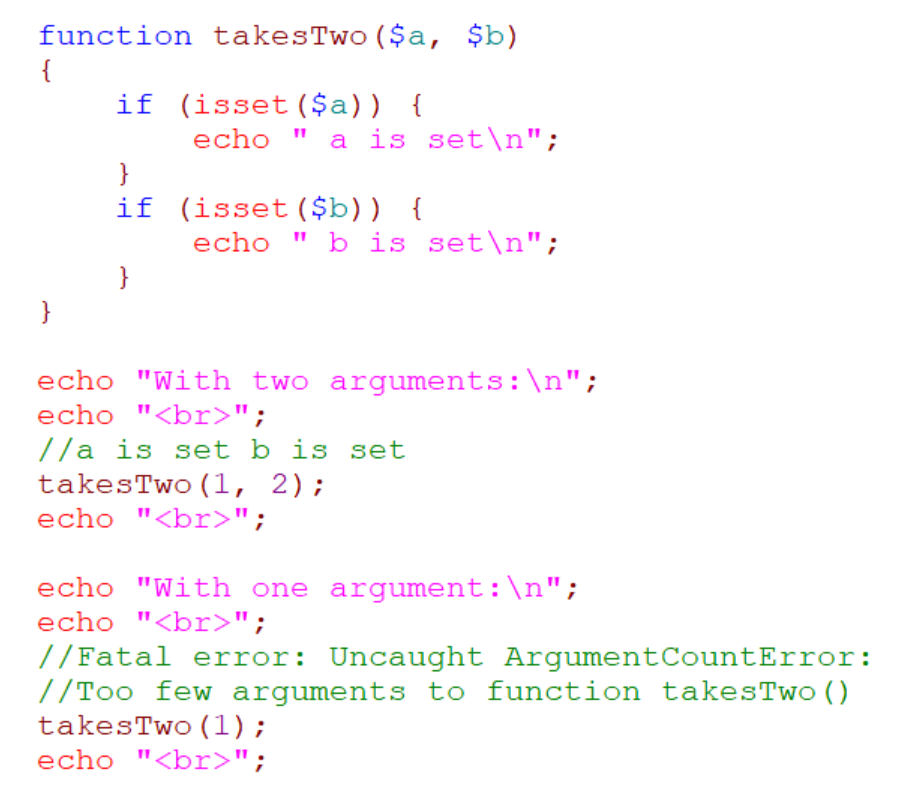 function takesTwo($a, $b)
{
    if (isset($a)) {
        echo " a is set\n";
    }
    if (isset($b)) {
        echo " b is set\n";
    }
}

echo "With two arguments:\n";
echo "<br>";
//a is set b is set
takesTwo(1, 2);
echo "<br>";

echo "With one argument:\n";
echo "<br>";
//Fatal error: Uncaught ArgumentCountError:
//Too few arguments to function takesTwo()
takesTwo(1);
echo "<br>";